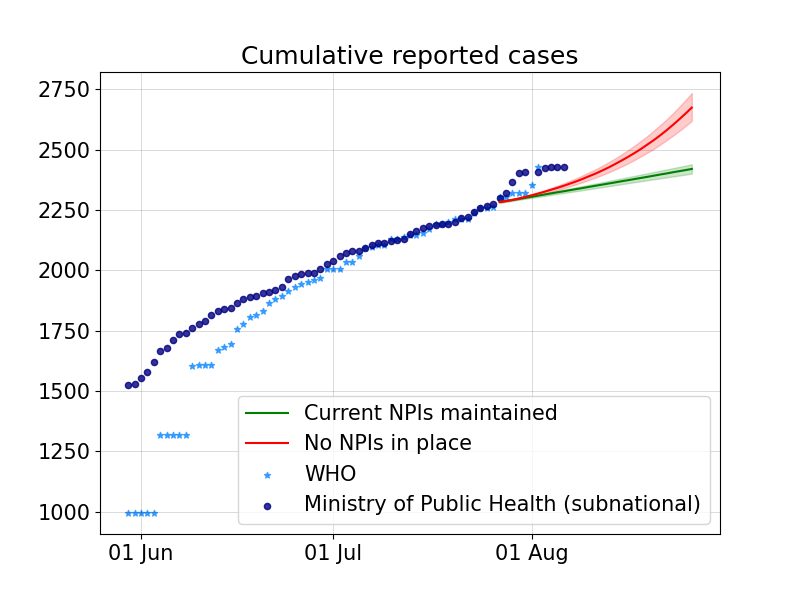 Cumulative reported cases
2750
2500
2250
2000
1750
1500
1250
1000
Current NPIs maintained
No NPIs in place
WHO
Ministry of Public Health (subnational)
01 Jun
01 Jul
01 Aug